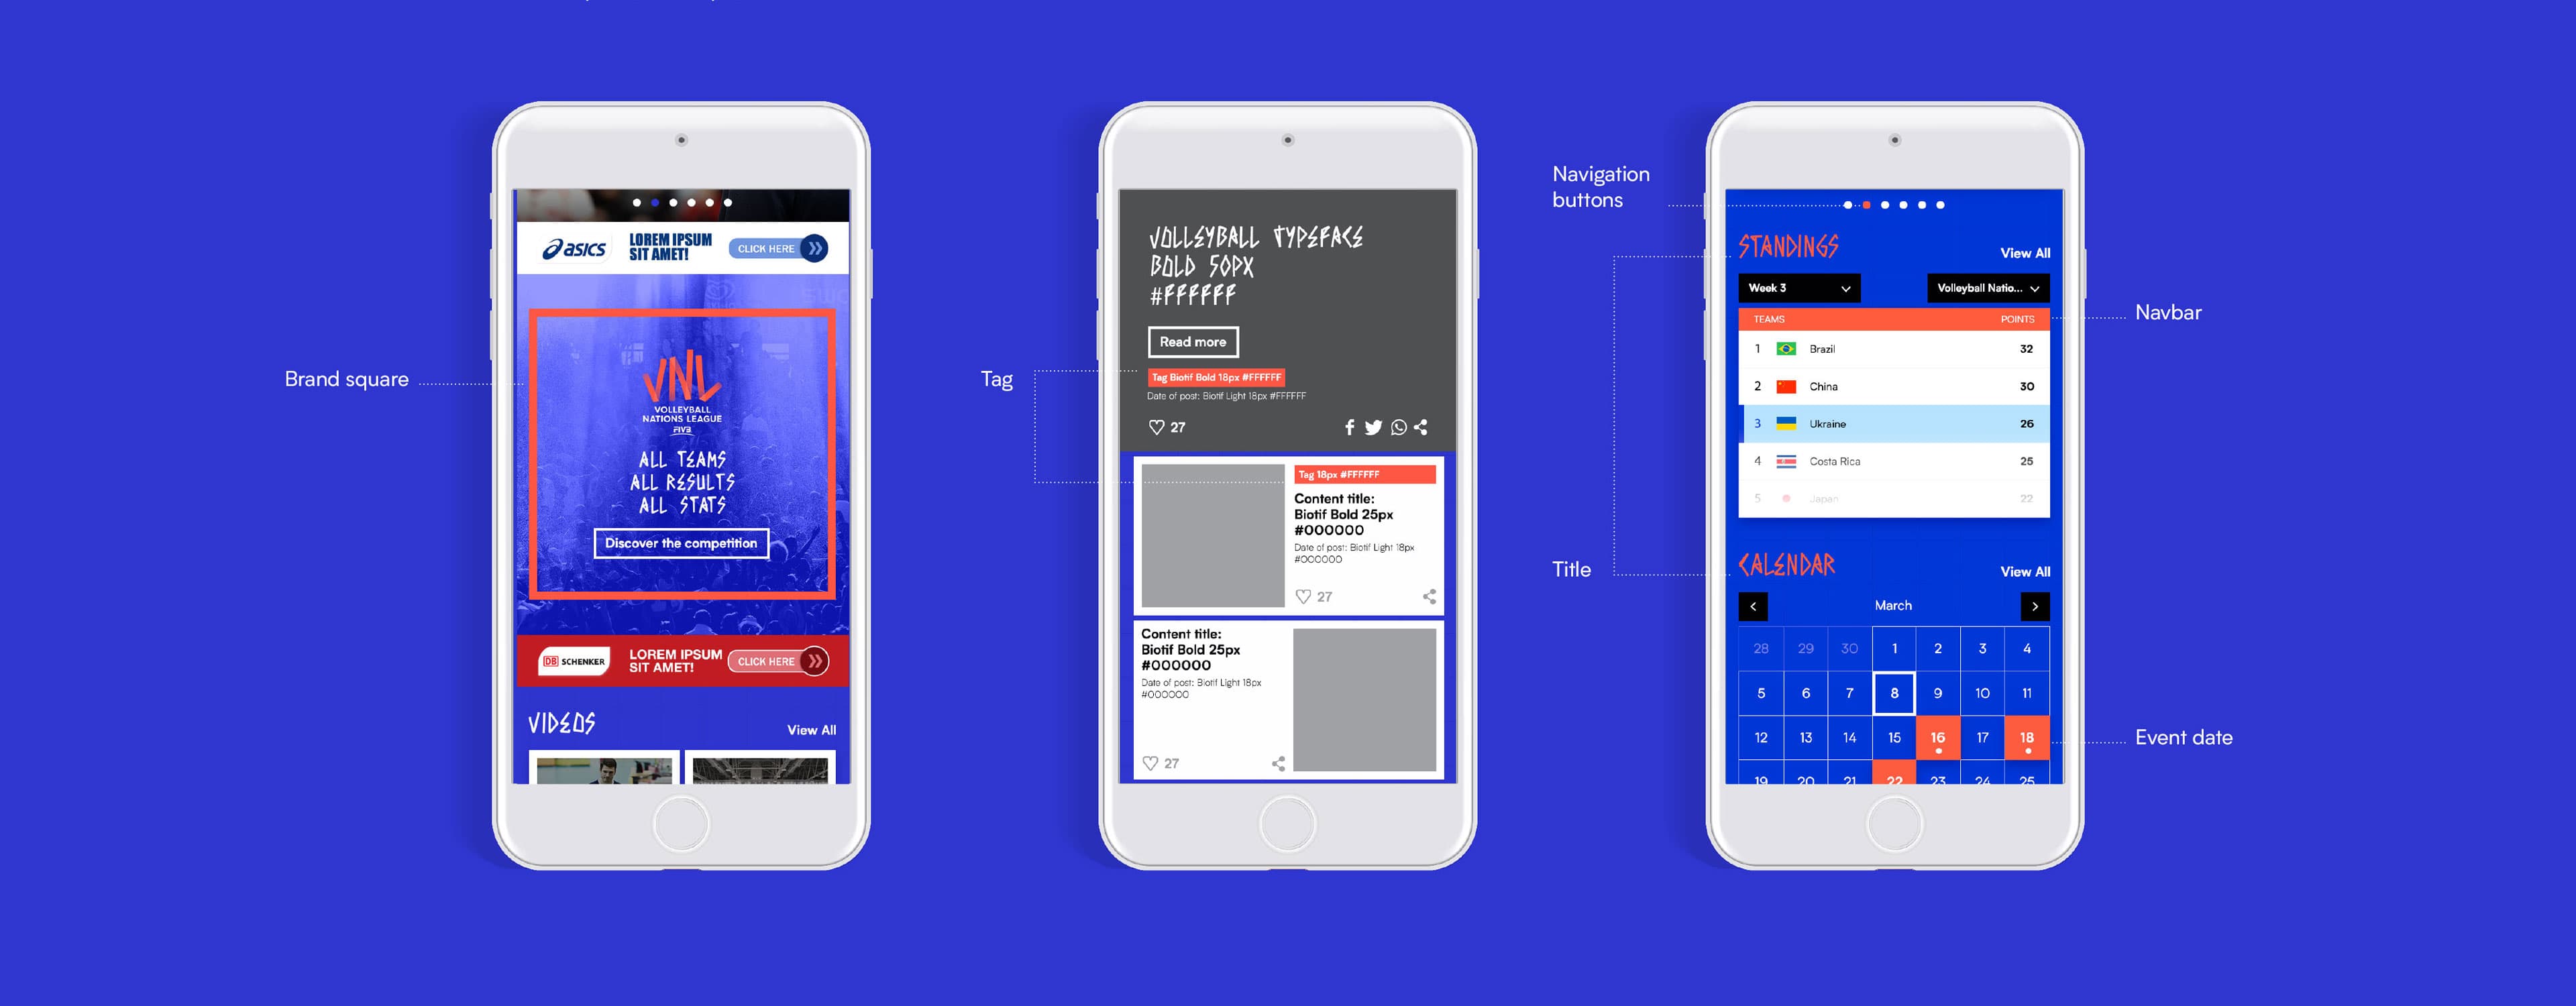 Brand square
asics
LOREM IPSUM
SIT AMET!
CLICK HERE
VNL
VOLLEYBALL
NATIONS LEAGUE
FIVB
ALL TEAMS
ALL RESULTS
ALL STATS
Discover the competition
DB SCHENKER
LOREM IPSUM
SIT AMET!
CLICK HERE
VIDEOS
View All
Tag
VOLLEYBALL TYPEFACE
BOLD 50PX
#FFFFFF
Read more
Tag Biotif Bold 18px #FFFFFF
Date of post: Biotif Light 18px #FFFFFF
27
Tag 18px #FFFFFF
Content title:
Biotif Bold 25px
#000000
Date of post: Biotif Light 18px
#000000
27
Content title:
Biotif Bold 25px
#000000
Date of post: Biotif Light 18px
#000000
27
Navigation
buttons
Title
STANDINGS
View All
Week 3
Volleyball Natio...
TEAMS POINTS
1 Brazil 32
2 China 30
3 Ukraine 26
4 Costa Rica 25
5 Japan 22
CALENDAR
View All
March
28 29 30 1 2 3 4
5 6 7 8 9 10 11
12 13 14 15 16 17 18
19 20 21 22 23 24 25
Navbar
Event date